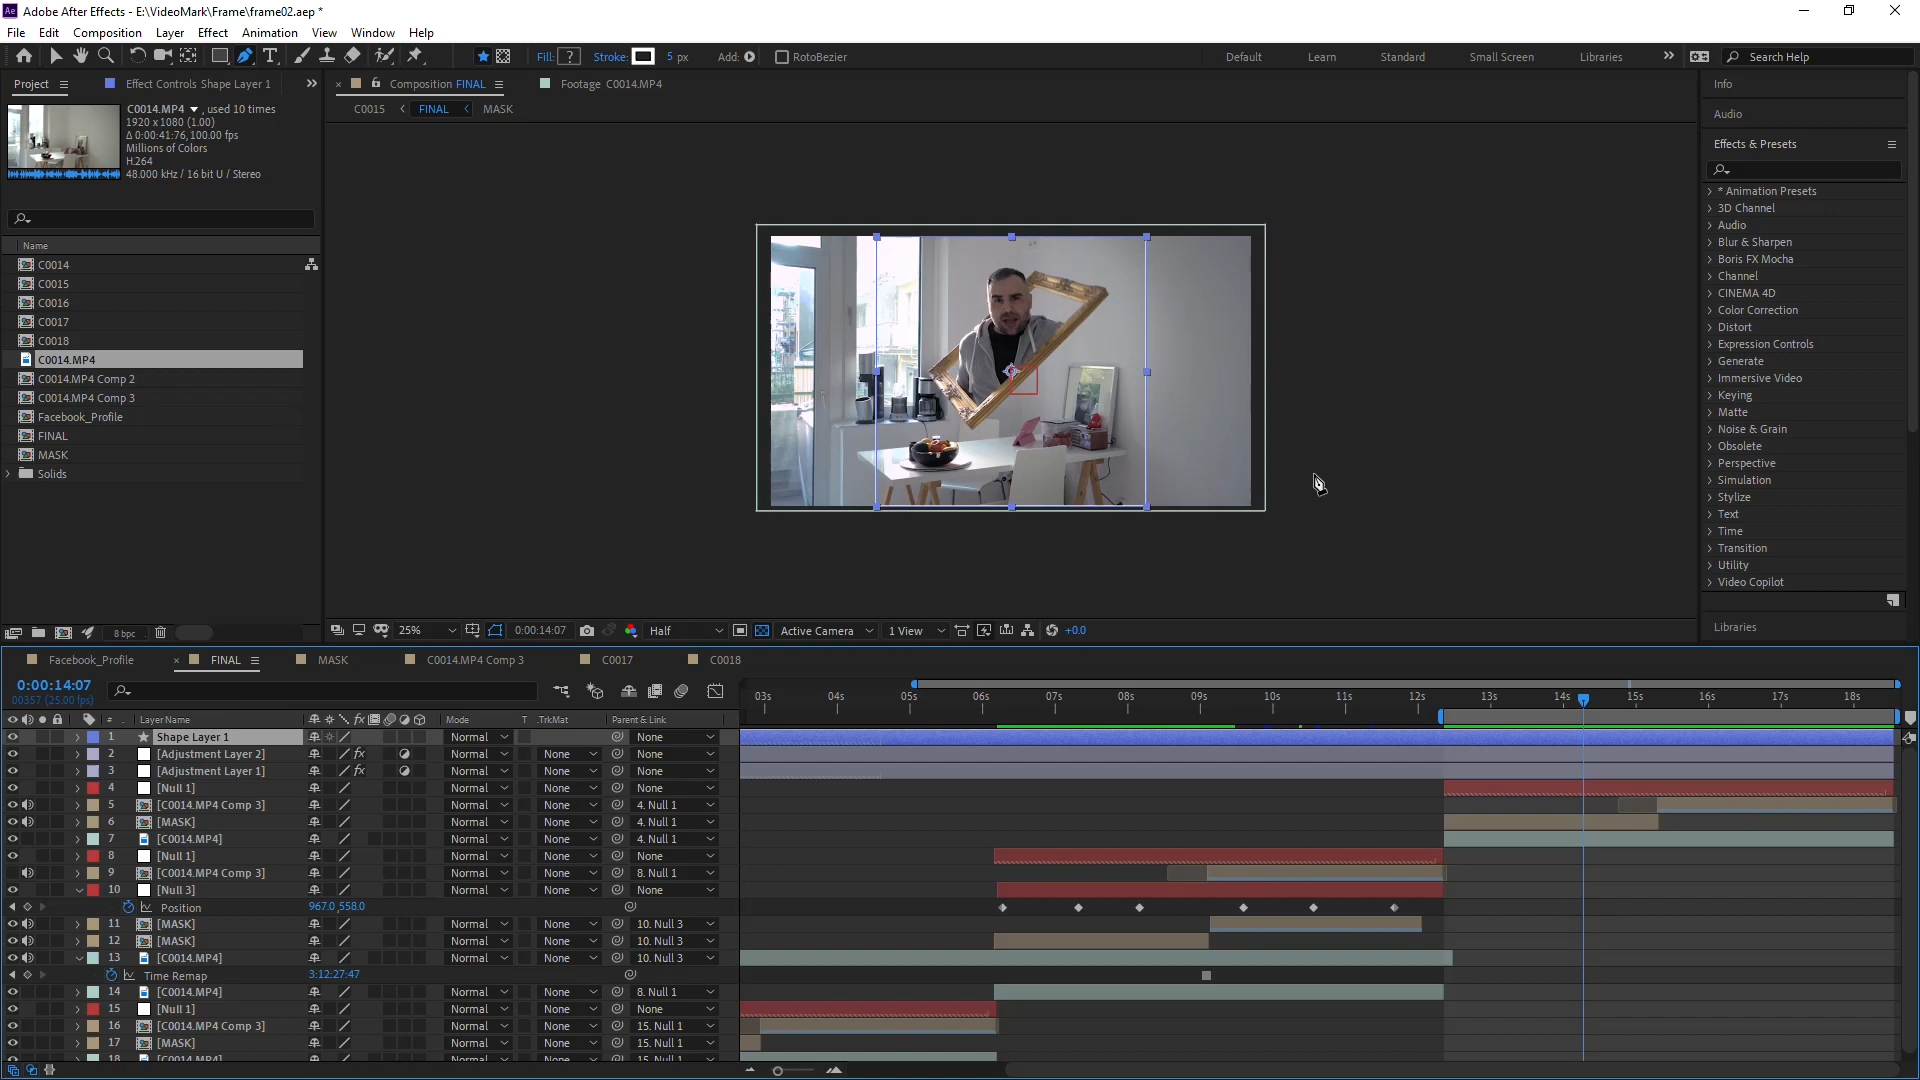 Ae Adobe After Effects - E:\VideoMark\Frame\frame02.aep *
File Edit Composition Layer Effect Animation View Window Help
Fill: ? Stroke: 5 px Add: RotoBezier Default Learn Standard Small Screen Libraries Search Help
Project Effect Controls Shape Layer 1 Composition FINAL Footage C0014.MP4 Info
C0014.MP4 , used 10 times
1920 x 1080 (1.00)
Δ 0:00:41:76, 100.00 fps
Millions of Colors
H.264
48.000 kHz / 16 bit U / Stereo
C0015 FINAL MASK
Name
C0014
C0015
C0016
C0017
C0018
C0014.MP4
C0014.MP4 Comp 2
C0014.MP4 Comp 3
Facebook_Profile
FINAL
MASK
Solids
8 bpc
25% 0:00:14:07 Half Active Camera 1 View +0.0
Audio
Effects & Presets
* Animation Presets
3D Channel
Audio
Blur & Sharpen
Boris FX Mocha
Channel
CINEMA 4D
Color Correction
Distort
Expression Controls
Generate
Immersive Video
Keying
Matte
Noise & Grain
Obsolete
Perspective
Simulation
Stylize
Text
Time
Transition
Utility
Video Copilot
Libraries
Facebook_Profile FINAL MASK C0014.MP4 Comp 3 C0017 C0018
0:00:14:07
00357 (25.00 fps)
03s 04s 05s 06s 07s 08s 09s 10s 11s 12s 13s 14s 15s 16s 17s 18s
# Layer Name Mode T .TrkMat Parent & Link
1 Shape Layer 1 Normal None
2 [Adjustment Layer 2] Normal None None
3 [Adjustment Layer 1] Normal None None
4 [Null 1] Normal None None
5 [C0014.MP4 Comp 3] Normal None 4. Null 1
6 [MASK] Normal None 4. Null 1
7 [C0014.MP4] Normal None 4. Null 1
8 [Null 1] Normal None None
9 [C0014.MP4 Comp 3] Normal None 8. Null 1
10 [Null 3] Normal None None
Position 967.0,558.0
11 [MASK] Normal None 10. Null 3
12 [MASK] Normal None 10. Null 3
13 [C0014.MP4] Normal None 10. Null 3
Time Remap 3:12:27:47
14 [C0014.MP4] Normal None 8. Null 1
15 [Null 1] Normal None None
16 [C0014.MP4 Comp 3] Normal None 15. Null 1
17 [MASK] Normal None 15. Null 1
18 [C0014.MP4] Normal None 15. Null 1